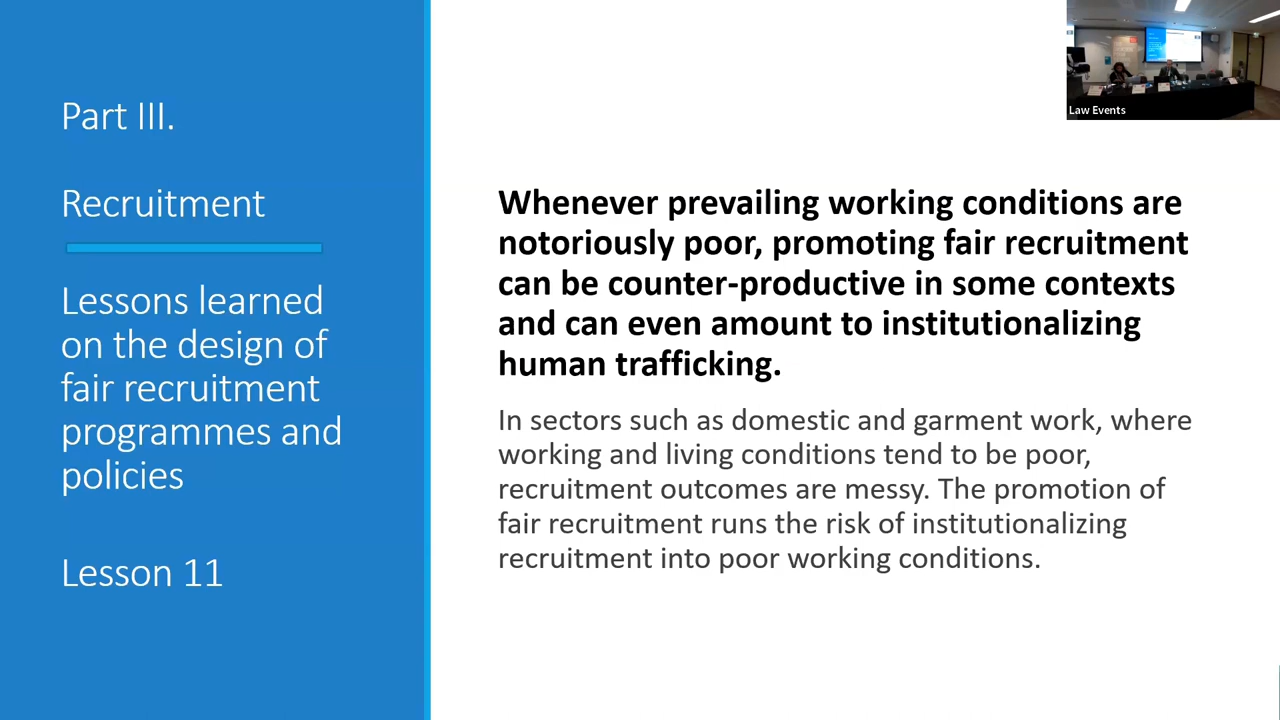 Part III.
Recruitment
Lessons learned
on the design of
fair recruitment
programmes and
policies
Lesson 11
Whenever prevailing working conditions are
notoriously poor, promoting fair recruitment
can be counter-productive in some contexts
and can even amount to institutionalizing
human trafficking.
In sectors such as domestic and garment work, where
working and living conditions tend to be poor,
recruitment outcomes are messy. The promotion of
fair recruitment runs the risk of institutionalizing
recruitment into poor working conditions.
Law Events